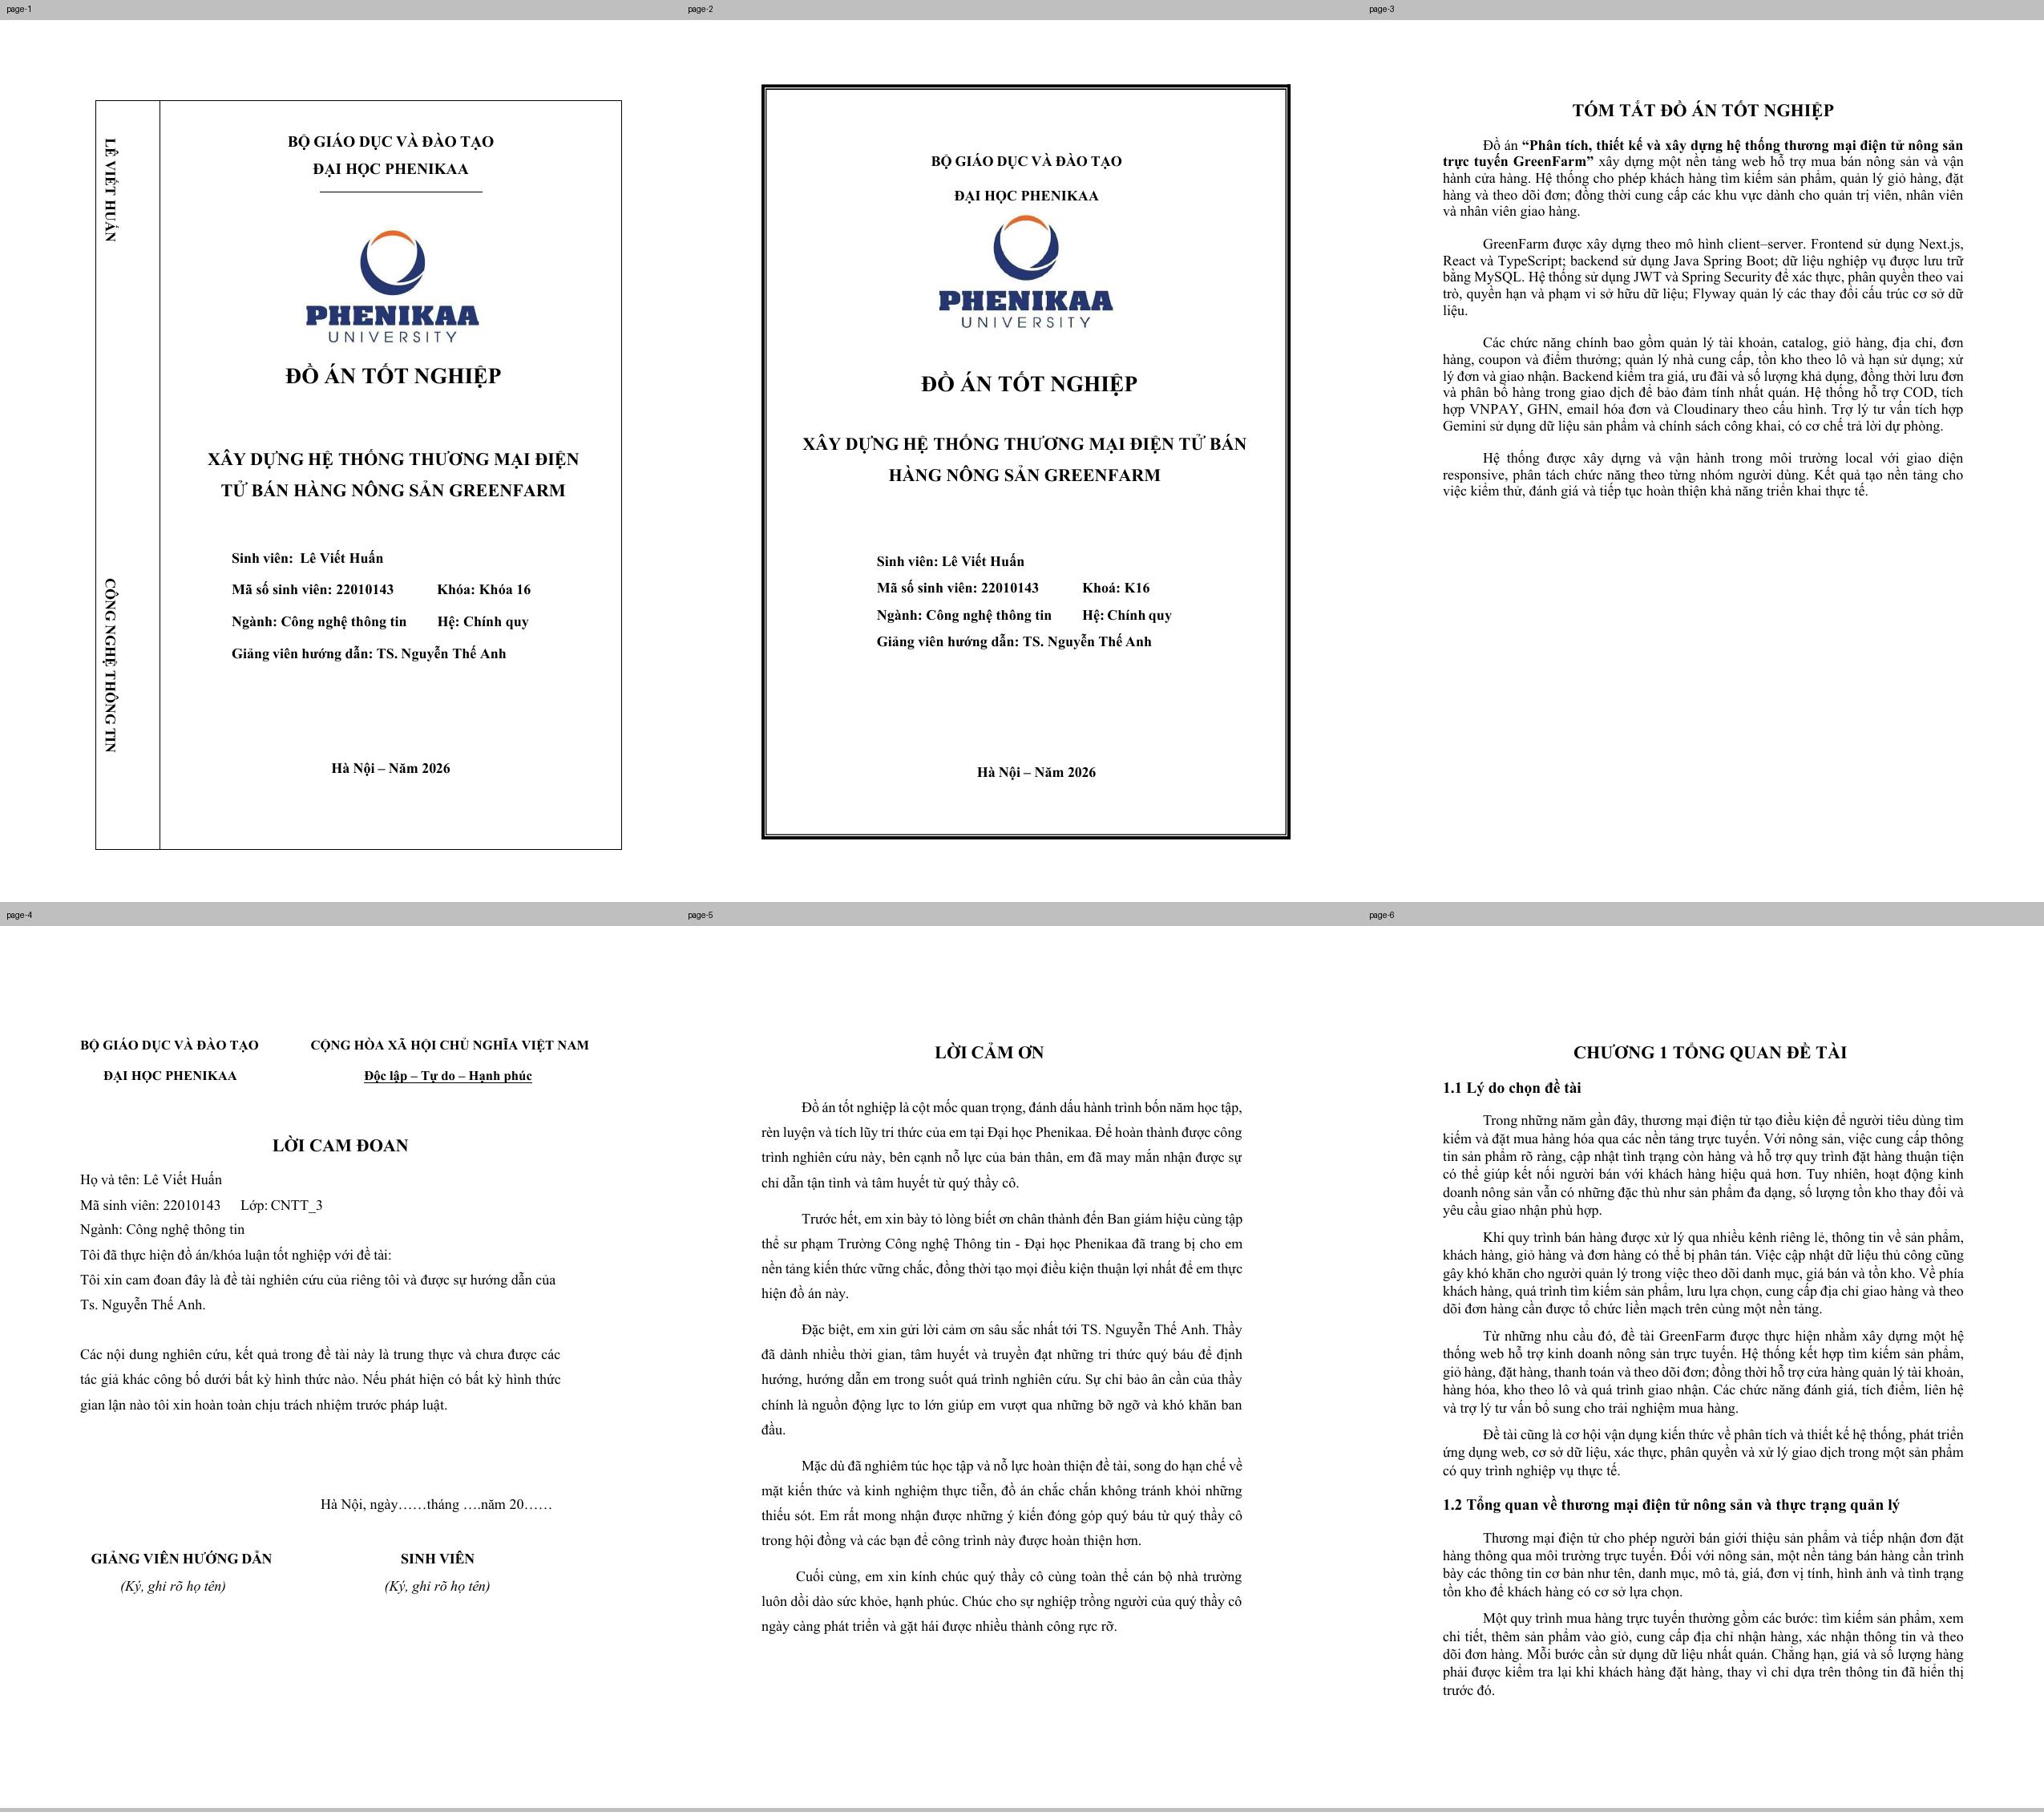 page-1
LÊ VIẾT HUẤN
CÔNG NGHỆ THÔNG TIN
BỘ GIÁO DỤC VÀ ĐÀO TẠO
ĐẠI HỌC PHENIKAA
PHENIKAA
UNIVERSITY
ĐỒ ÁN TỐT NGHIỆP
XÂY DỰNG HỆ THỐNG THƯƠNG MẠI ĐIỆN
TỬ BÁN HÀNG NÔNG SẢN GREENFARM
Sinh viên: Lê Viết Huấn
Mã số sinh viên: 22010143 Khóa: Khóa 16
Ngành: Công nghệ thông tin Hệ: Chính quy
Giảng viên hướng dẫn: TS. Nguyễn Thế Anh
Hà Nội – Năm 2026
page-2
BỘ GIÁO DỤC VÀ ĐÀO TẠO
ĐẠI HỌC PHENIKAA
PHENIKAA
UNIVERSITY
ĐỒ ÁN TỐT NGHIỆP
XÂY DỰNG HỆ THỐNG THƯƠNG MẠI ĐIỆN TỬ BÁN
HÀNG NÔNG SẢN GREENFARM
Sinh viên: Lê Viết Huấn
Mã số sinh viên: 22010143 Khoá: K16
Ngành: Công nghệ thông tin Hệ: Chính quy
Giảng viên hướng dẫn: TS. Nguyễn Thế Anh
Hà Nội – Năm 2026
page-3
TÓM TẮT ĐỒ ÁN TỐT NGHIỆP
Đồ án “Phân tích, thiết kế và xây dựng hệ thống thương mại điện tử nông sản
trực tuyến GreenFarm” xây dựng một nền tảng web hỗ trợ mua bán nông sản và vận
hành cửa hàng. Hệ thống cho phép khách hàng tìm kiếm sản phẩm, quản lý giỏ hàng, đặt
hàng và theo dõi đơn; đồng thời cung cấp các khu vực dành cho quản trị viên, nhân viên
và nhân viên giao hàng.
GreenFarm được xây dựng theo mô hình client–server. Frontend sử dụng Next.js,
React và TypeScript; backend sử dụng Java Spring Boot; dữ liệu nghiệp vụ được lưu trữ
bằng MySQL. Hệ thống sử dụng JWT và Spring Security để xác thực, phân quyền theo vai
trò, quyền hạn và phạm vi sở hữu dữ liệu; Flyway quản lý các thay đổi cấu trúc cơ sở dữ
liệu.
Các chức năng chính bao gồm quản lý tài khoản, catalog, giỏ hàng, địa chỉ, đơn
hàng, coupon và điểm thưởng; quản lý nhà cung cấp, tồn kho theo lô và hạn sử dụng; xử
lý đơn và giao nhận. Backend kiểm tra giá, ưu đãi và số lượng khả dụng, đồng thời lưu đơn
và phân bổ hàng trong giao dịch để bảo đảm tính nhất quán. Hệ thống hỗ trợ COD, tích
hợp VNPAY, GHN, email hóa đơn và Cloudinary theo cấu hình. Trợ lý tư vấn tích hợp
Gemini sử dụng dữ liệu sản phẩm và chính sách công khai, có cơ chế trả lời dự phòng.
Hệ thống được xây dựng và vận hành trong môi trường local với giao diện
responsive, phân tách chức năng theo từng nhóm người dùng. Kết quả tạo nền tảng cho
việc kiểm thử, đánh giá và tiếp tục hoàn thiện khả năng triển khai thực tế.
page-4
BỘ GIÁO DỤC VÀ ĐÀO TẠO CỘNG HÒA XÃ HỘI CHỦ NGHĨA VIỆT NAM
ĐẠI HỌC PHENIKAA Độc lập – Tự do – Hạnh phúc
LỜI CAM ĐOAN
Họ và tên: Lê Viết Huấn
Mã sinh viên: 22010143 Lớp: CNTT_3
Ngành: Công nghệ thông tin
Tôi đã thực hiện đồ án/khóa luận tốt nghiệp với đề tài:
Tôi xin cam đoan đây là đề tài nghiên cứu của riêng tôi và được sự hướng dẫn của
Ts. Nguyễn Thế Anh.
Các nội dung nghiên cứu, kết quả trong đề tài này là trung thực và chưa được các
tác giả khác công bố dưới bất kỳ hình thức nào. Nếu phát hiện có bất kỳ hình thức
gian lận nào tôi xin hoàn toàn chịu trách nhiệm trước pháp luật.
Hà Nội, ngày……tháng ….năm 20……
GIẢNG VIÊN HƯỚNG DẪN SINH VIÊN
(Ký, ghi rõ họ tên) (Ký, ghi rõ họ tên)
page-5
LỜI CẢM ƠN
Đồ án tốt nghiệp là cột mốc quan trọng, đánh dấu hành trình bốn năm học tập,
rèn luyện và tích lũy tri thức của em tại Đại học Phenikaa. Để hoàn thành được công
trình nghiên cứu này, bên cạnh nỗ lực của bản thân, em đã may mắn nhận được sự
chỉ dẫn tận tình và tâm huyết từ quý thầy cô.
Trước hết, em xin bày tỏ lòng biết ơn chân thành đến Ban giám hiệu cùng tập
thể sư phạm Trường Công nghệ Thông tin - Đại học Phenikaa đã trang bị cho em
nền tảng kiến thức vững chắc, đồng thời tạo mọi điều kiện thuận lợi nhất để em thực
hiện đồ án này.
Đặc biệt, em xin gửi lời cảm ơn sâu sắc nhất tới TS. Nguyễn Thế Anh. Thầy
đã dành nhiều thời gian, tâm huyết và truyền đạt những tri thức quý báu để định
hướng, hướng dẫn em trong suốt quá trình nghiên cứu. Sự chỉ bảo ân cần của thầy
chính là nguồn động lực to lớn giúp em vượt qua những bỡ ngỡ và khó khăn ban
đầu.
Mặc dù đã nghiêm túc học tập và nỗ lực hoàn thiện đề tài, song do hạn chế về
mặt kiến thức và kinh nghiệm thực tiễn, đồ án chắc chắn không tránh khỏi những
thiếu sót. Em rất mong nhận được những ý kiến đóng góp quý báu từ quý thầy cô
trong hội đồng và các bạn để công trình này được hoàn thiện hơn.
Cuối cùng, em xin kính chúc quý thầy cô cùng toàn thể cán bộ nhà trường
luôn dồi dào sức khỏe, hạnh phúc. Chúc cho sự nghiệp trồng người của quý thầy cô
ngày càng phát triển và gặt hái được nhiều thành công rực rỡ.
page-6
CHƯƠNG 1 TỔNG QUAN ĐỀ TÀI
1.1 Lý do chọn đề tài
Trong những năm gần đây, thương mại điện tử tạo điều kiện để người tiêu dùng tìm
kiếm và đặt mua hàng hóa qua các nền tảng trực tuyến. Với nông sản, việc cung cấp thông
tin sản phẩm rõ ràng, cập nhật tình trạng còn hàng và hỗ trợ quy trình đặt hàng thuận tiện
có thể giúp kết nối người bán với khách hàng hiệu quả hơn. Tuy nhiên, hoạt động kinh
doanh nông sản vẫn có những đặc thù như sản phẩm đa dạng, số lượng tồn kho thay đổi và
yêu cầu giao nhận phù hợp.
Khi quy trình bán hàng được xử lý qua nhiều kênh riêng lẻ, thông tin về sản phẩm,
khách hàng, giỏ hàng và đơn hàng có thể bị phân tán. Việc cập nhật dữ liệu thủ công cũng
gây khó khăn cho người quản lý trong việc theo dõi danh mục, giá bán và tồn kho. Về phía
khách hàng, quá trình tìm kiếm sản phẩm, lưu lựa chọn, cung cấp địa chỉ giao hàng và theo
dõi đơn hàng cần được tổ chức liền mạch trên cùng một nền tảng.
Từ những nhu cầu đó, đề tài GreenFarm được thực hiện nhằm xây dựng một hệ
thống web hỗ trợ kinh doanh nông sản trực tuyến. Hệ thống kết hợp tìm kiếm sản phẩm,
giỏ hàng, đặt hàng, thanh toán và theo dõi đơn; đồng thời hỗ trợ cửa hàng quản lý tài khoản,
hàng hóa, kho theo lô và quá trình giao nhận. Các chức năng đánh giá, tích điểm, liên hệ
và trợ lý tư vấn bổ sung cho trải nghiệm mua hàng.
Đề tài cũng là cơ hội vận dụng kiến thức về phân tích và thiết kế hệ thống, phát triển
ứng dụng web, cơ sở dữ liệu, xác thực, phân quyền và xử lý giao dịch trong một sản phẩm
có quy trình nghiệp vụ thực tế.
1.2 Tổng quan về thương mại điện tử nông sản và thực trạng quản lý
Thương mại điện tử cho phép người bán giới thiệu sản phẩm và tiếp nhận đơn đặt
hàng thông qua môi trường trực tuyến. Đối với nông sản, một nền tảng bán hàng cần trình
bày các thông tin cơ bản như tên, danh mục, mô tả, giá, đơn vị tính, hình ảnh và tình trạng
tồn kho để khách hàng có cơ sở lựa chọn.
Một quy trình mua hàng trực tuyến thường gồm các bước: tìm kiếm sản phẩm, xem
chi tiết, thêm sản phẩm vào giỏ, cung cấp địa chỉ nhận hàng, xác nhận thông tin và theo
dõi đơn hàng. Mỗi bước cần sử dụng dữ liệu nhất quán. Chẳng hạn, giá và số lượng hàng
phải được kiểm tra lại khi khách hàng đặt hàng, thay vì chỉ dựa trên thông tin đã hiển thị
trước đó.